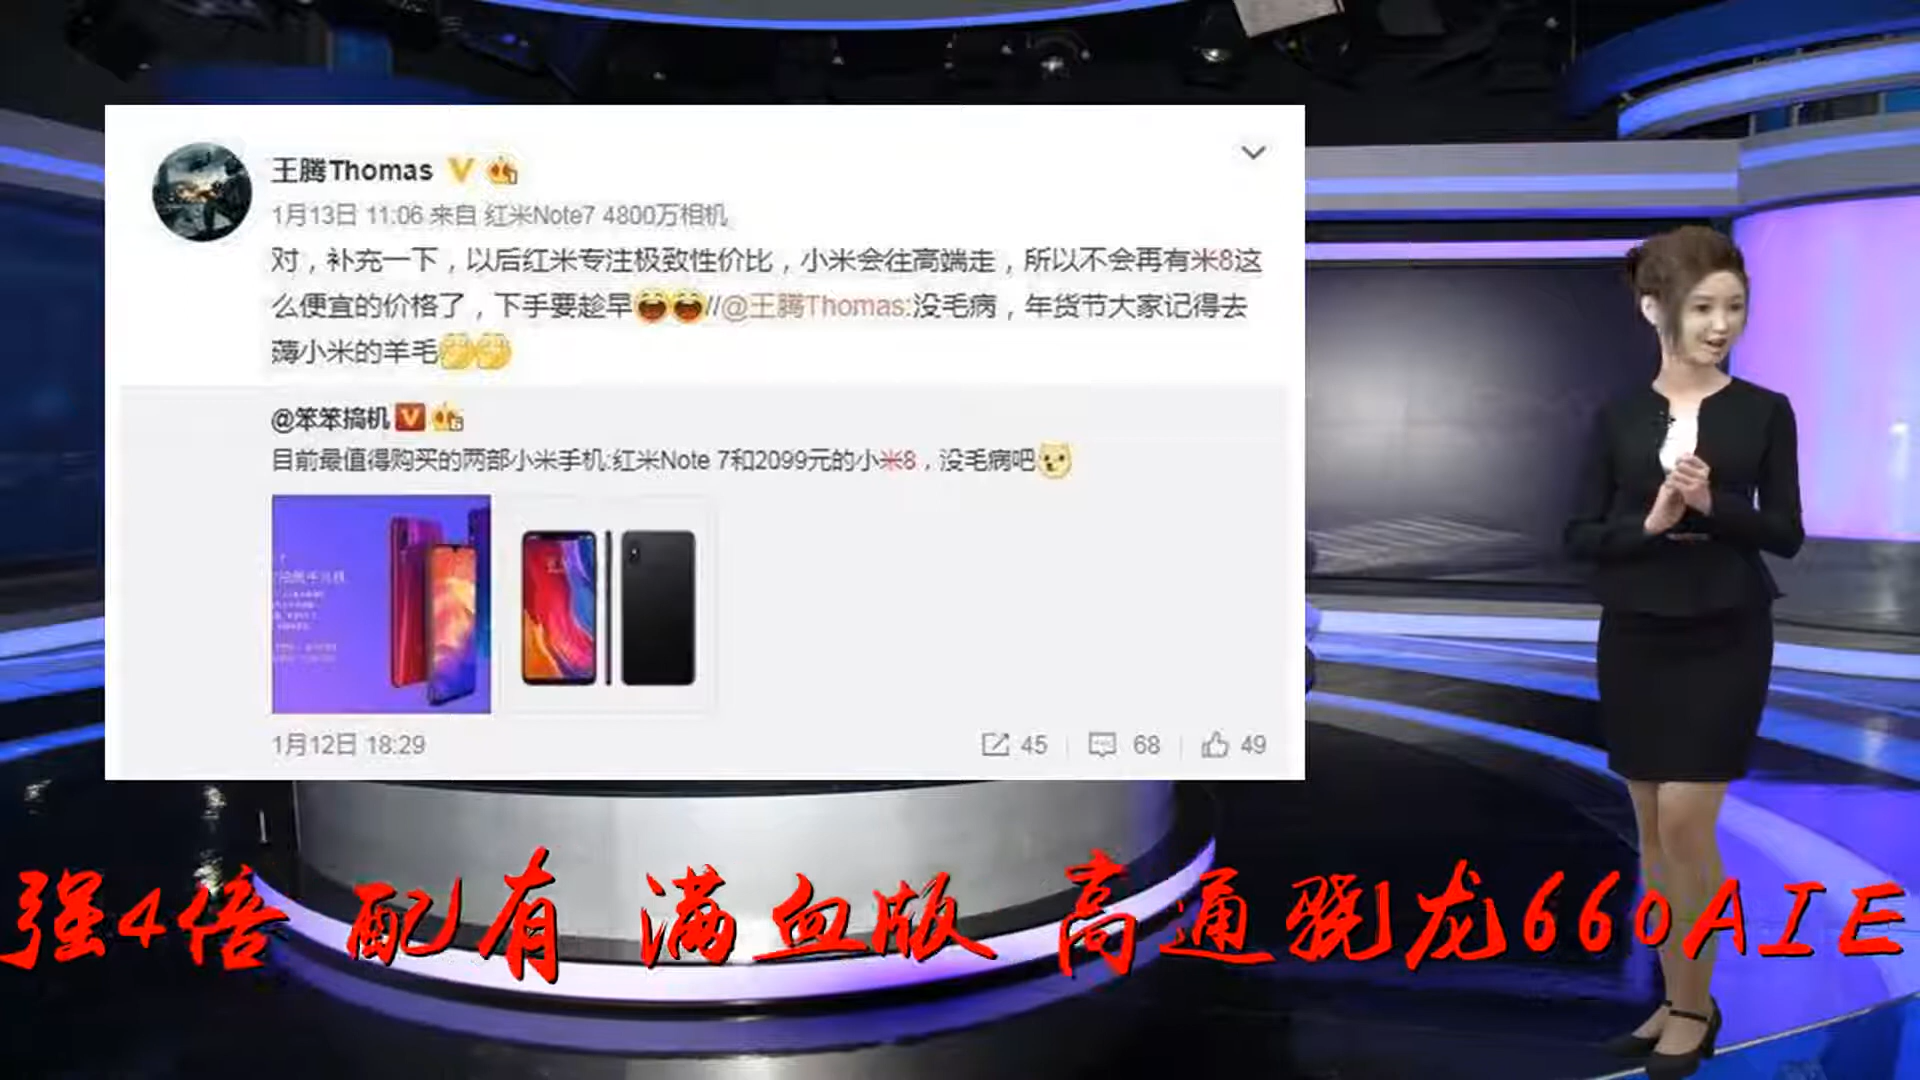 王腾Thomas
1月13日 11:06 来自 红米Note7 4800万相机
对，补充一下，以后红米专注极致性价比，小米会往高端走，所以不会再有米8这
么便宜的价格了，下手要趁早//@王腾Thomas:没毛病，年货节大家记得去
薅小米的羊毛
@笨笨搞机
目前最值得购买的两部小米手机:红米Note 7和2099元的小米8，没毛病吧
1月12日 18:29
45
68
49
强4倍 配有 满血版 高通骁龙660AIE